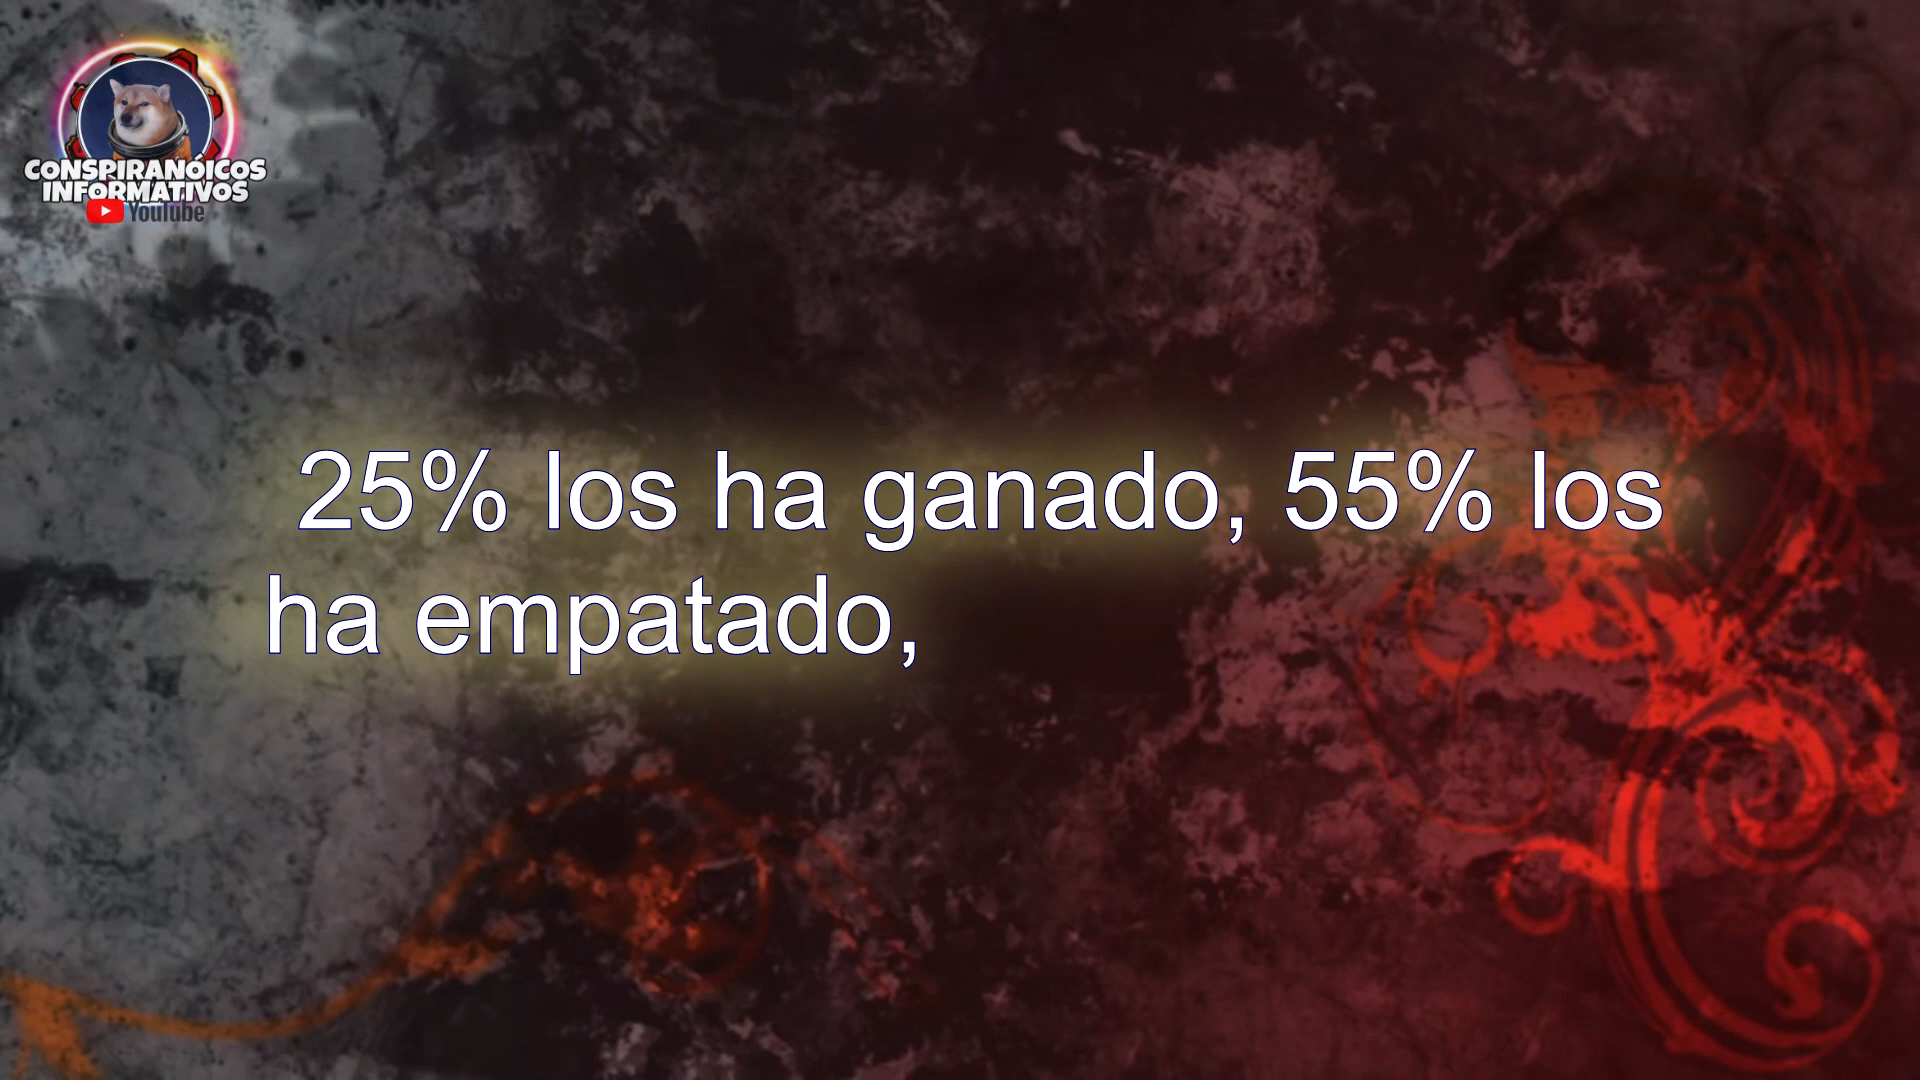 CONSPIRANÓICOS
INFORMATIVOS
YouTube
25% los ha ganado, 55% los
ha empatado,